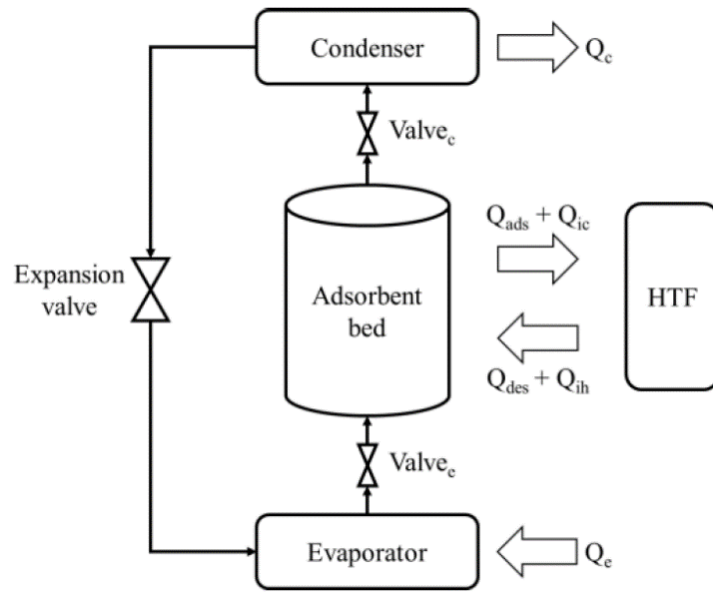 Condenser
Q_c
Valve_c
Q_ads + Q_ic
Expansion
valve
Adsorbent
bed
HTF
Q_des + Q_ih
Valve_e
Evaporator
Q_e